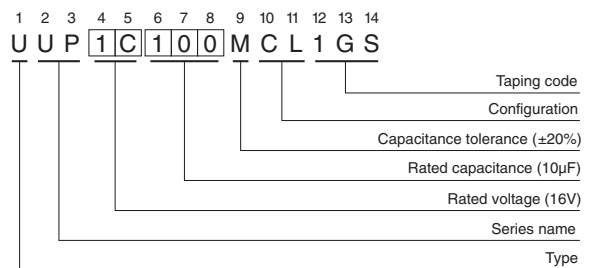 1 2 3 4 5 6 7 8 9 10 11 12 13 14
U U P 1 C 1 0 0 M C L 1 G S
Taping code
Configuration
Capacitance tolerance (±20%)
Rated capacitance (10µF)
Rated voltage (16V)
Series name
Type